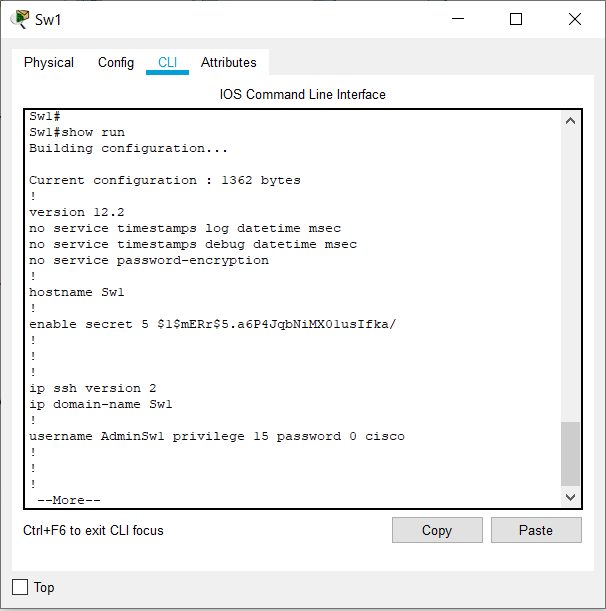 Sw1
Physical Config CLI Attributes
IOS Command Line Interface
Sw1#
Sw1#show run
Building configuration...
Current configuration : 1362 bytes
!
version 12.2
no service timestamps log datetime msec
no service timestamps debug datetime msec
no service password-encryption
!
hostname Sw1
!
enable secret 5 $1$mERr$5.a6P4JqbNiMX01usIfka/
!
!
!
ip ssh version 2
ip domain-name Sw1
!
username AdminSw1 privilege 15 password 0 cisco
!
!
!
--More--
Ctrl+F6 to exit CLI focus
Copy Paste
Top